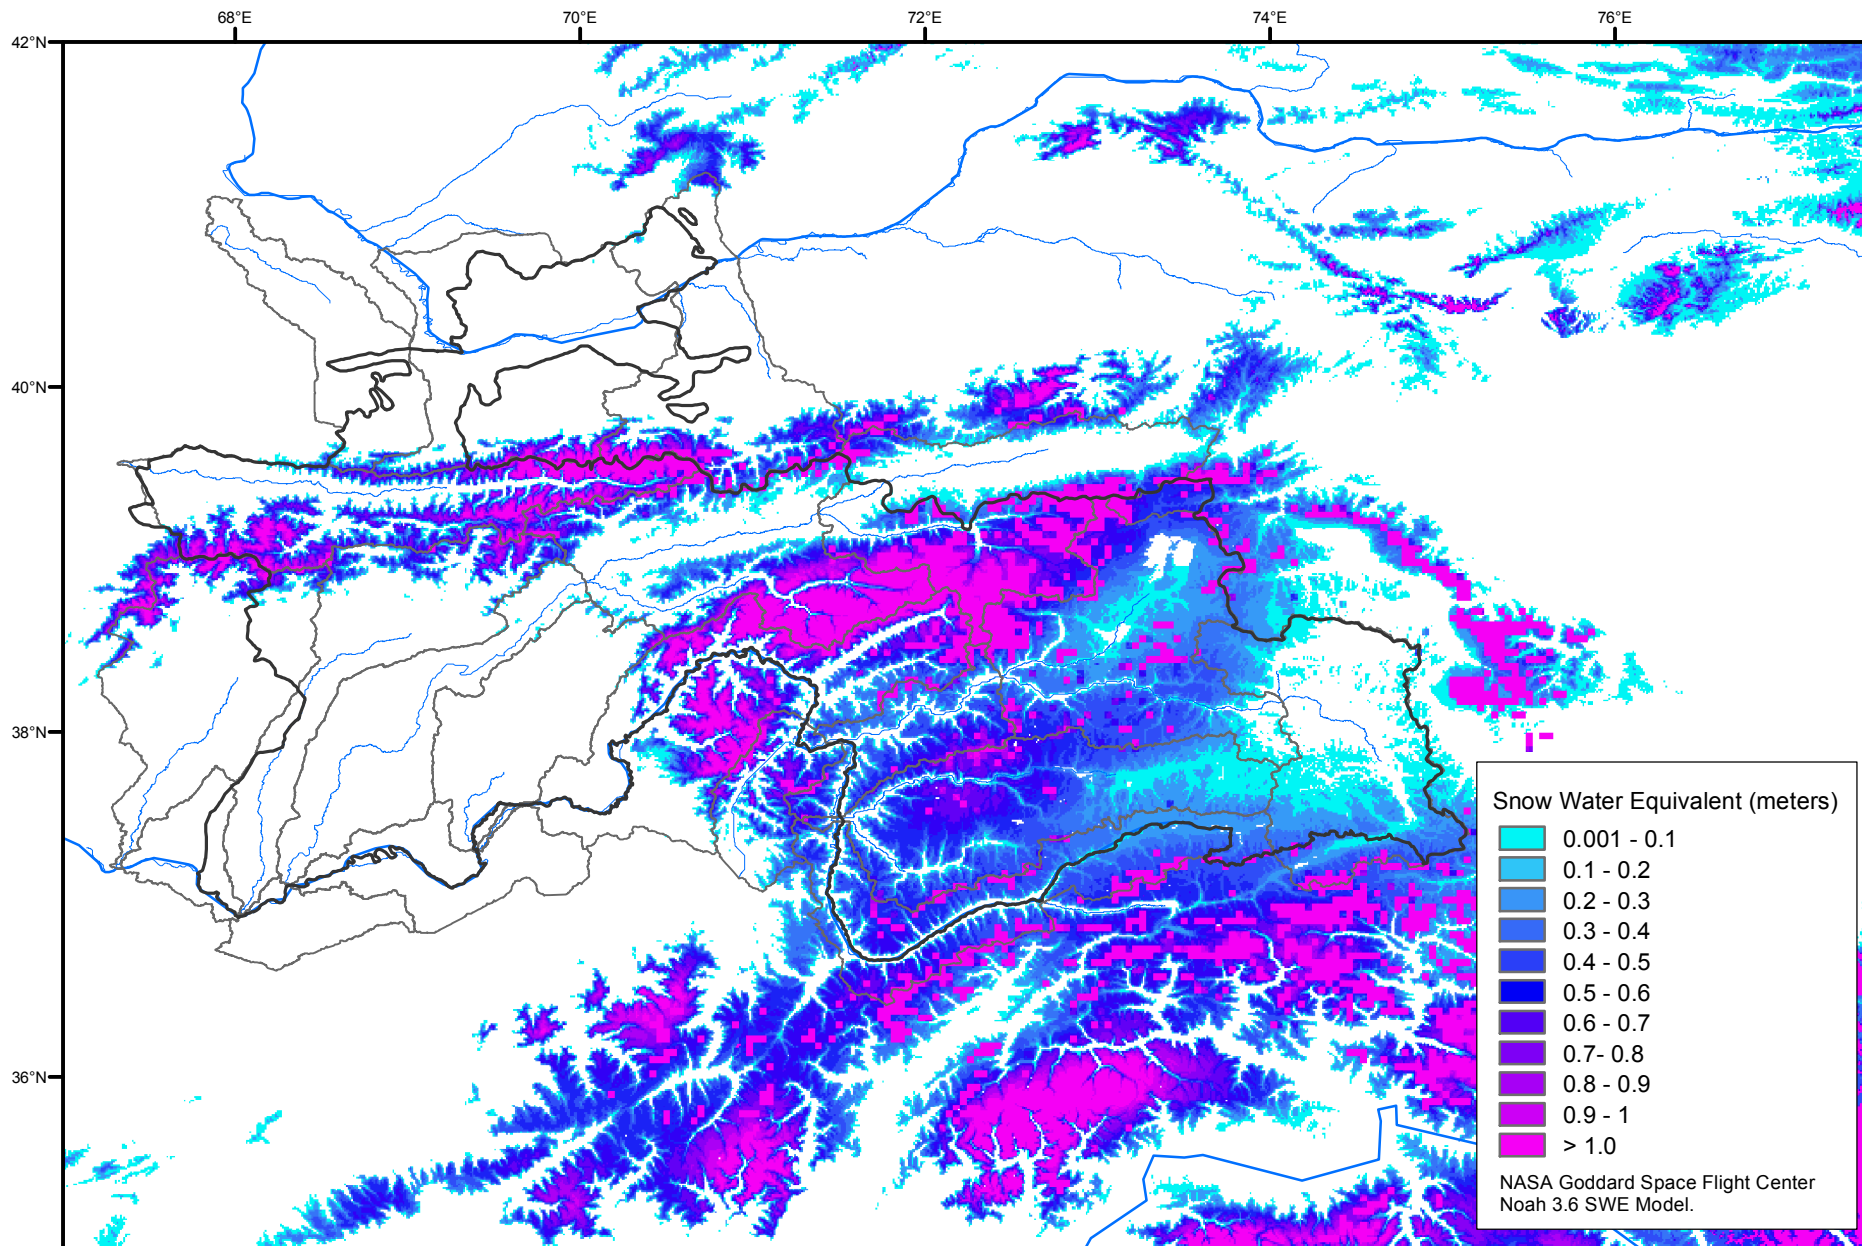 68°E
70°E
72°E
74°E
76°E
42°N
40°N
38°N
36°N
Snow Water Equivalent (meters)
0.001 - 0.1
0.1 - 0.2
0.2 - 0.3
0.3 - 0.4
0.4 - 0.5
0.5 - 0.6
0.6 - 0.7
0.7- 0.8
0.8 - 0.9
0.9 - 1
> 1.0
NASA Goddard Space Flight Center
Noah 3.6 SWE Model.